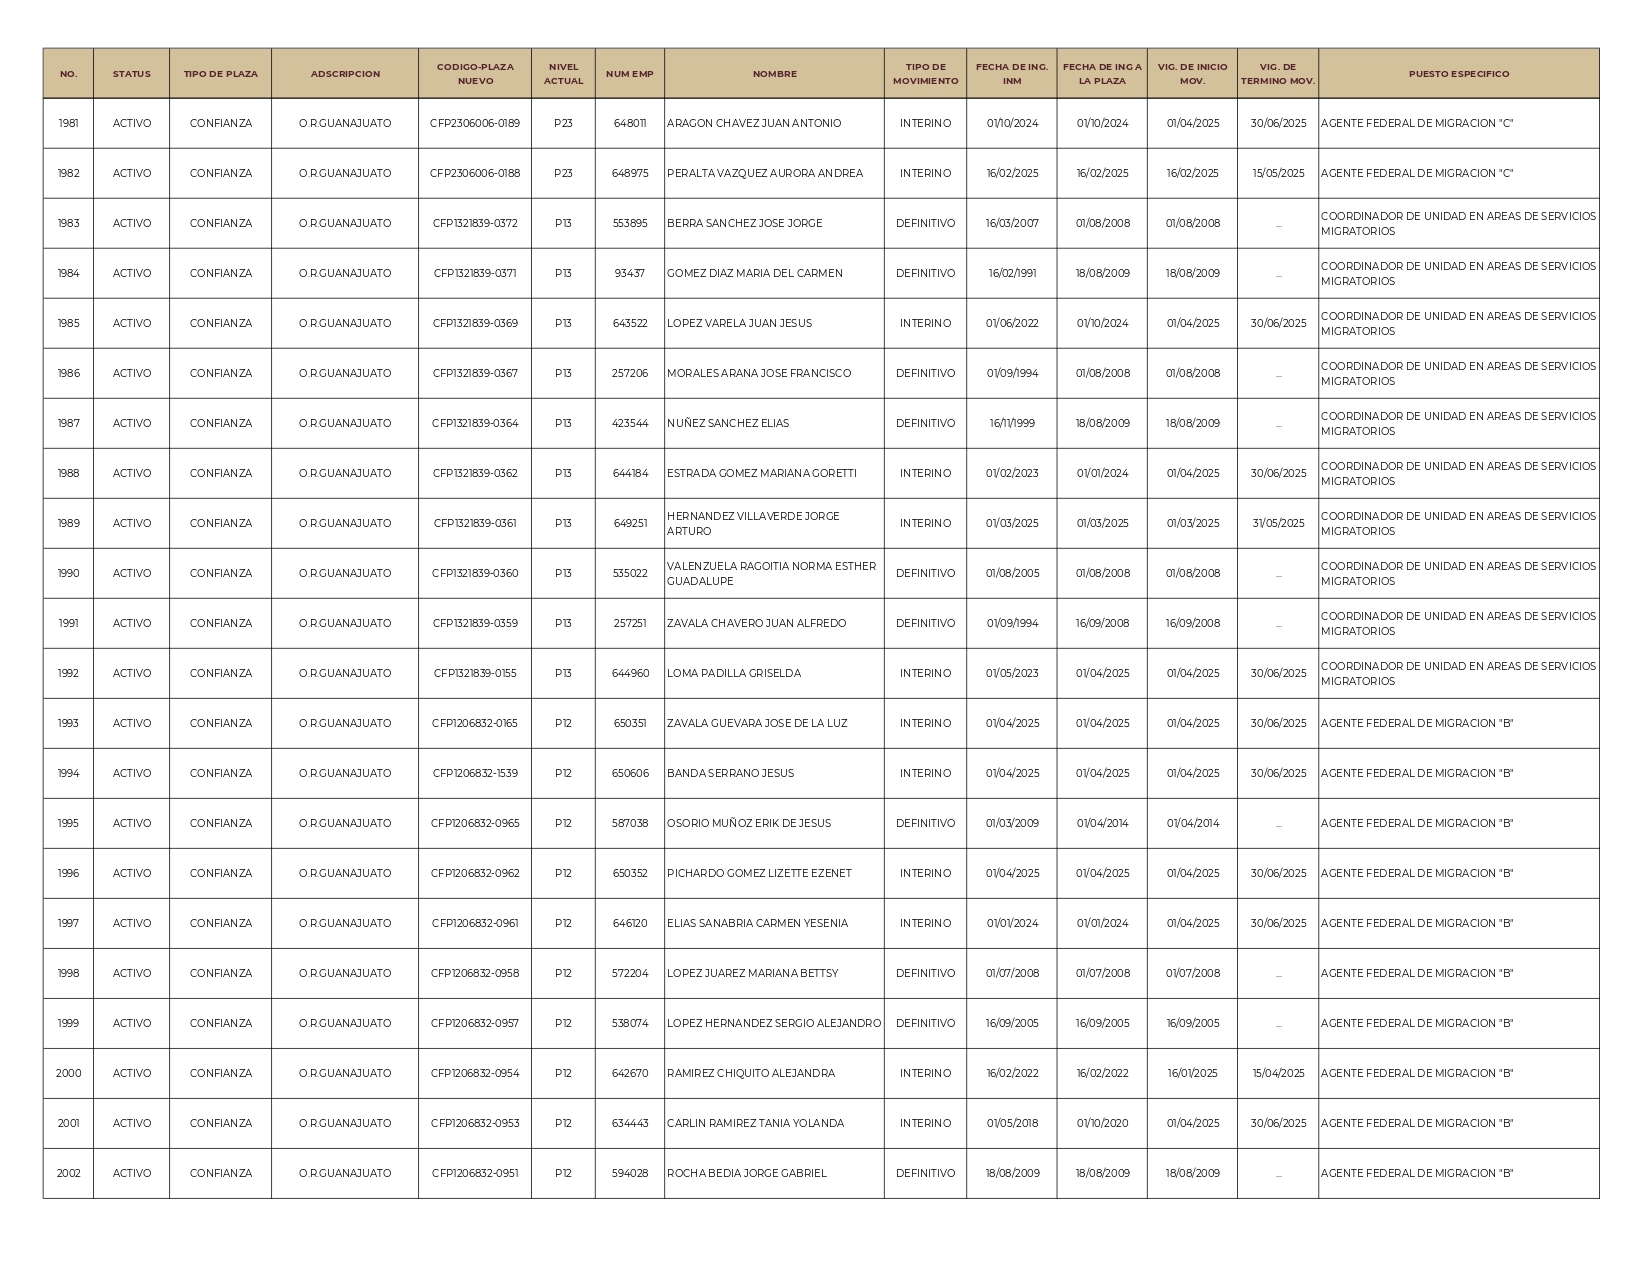 NO. STATUS TIPO DE PLAZA ADSCRIPCION CODIGO-PLAZA NUEVO NIVEL ACTUAL NUM EMP NOMBRE TIPO DE MOVIMIENTO FECHA DE ING. INM FECHA DE ING A LA PLAZA VIG. DE INICIO MOV. VIG. DE TERMINO MOV. PUESTO ESPECIFICO
1981 ACTIVO CONFIANZA O.R.GUANAJUATO CFP2306006-0189 P23 648011 ARAGON CHAVEZ JUAN ANTONIO INTERINO 01/10/2024 01/10/2024 01/04/2025 30/06/2025 AGENTE FEDERAL DE MIGRACION "C"
1982 ACTIVO CONFIANZA O.R.GUANAJUATO CFP2306006-0188 P23 648975 PERALTA VAZQUEZ AURORA ANDREA INTERINO 16/02/2025 16/02/2025 16/02/2025 15/05/2025 AGENTE FEDERAL DE MIGRACION "C"
1983 ACTIVO CONFIANZA O.R.GUANAJUATO CFP1321839-0372 P13 553895 BERRA SANCHEZ JOSE JORGE DEFINITIVO 16/03/2007 01/08/2008 01/08/2008 ... COORDINADOR DE UNIDAD EN AREAS DE SERVICIOS MIGRATORIOS
1984 ACTIVO CONFIANZA O.R.GUANAJUATO CFP1321839-0371 P13 93437 GOMEZ DIAZ MARIA DEL CARMEN DEFINITIVO 16/02/1991 18/08/2009 18/08/2009 ... COORDINADOR DE UNIDAD EN AREAS DE SERVICIOS MIGRATORIOS
1985 ACTIVO CONFIANZA O.R.GUANAJUATO CFP1321839-0369 P13 643522 LOPEZ VARELA JUAN JESUS INTERINO 01/06/2022 01/10/2024 01/04/2025 30/06/2025 COORDINADOR DE UNIDAD EN AREAS DE SERVICIOS MIGRATORIOS
1986 ACTIVO CONFIANZA O.R.GUANAJUATO CFP1321839-0367 P13 257206 MORALES ARANA JOSE FRANCISCO DEFINITIVO 01/09/1994 01/08/2008 01/08/2008 ... COORDINADOR DE UNIDAD EN AREAS DE SERVICIOS MIGRATORIOS
1987 ACTIVO CONFIANZA O.R.GUANAJUATO CFP1321839-0364 P13 423544 NUÑEZ SANCHEZ ELIAS DEFINITIVO 16/11/1999 18/08/2009 18/08/2009 ... COORDINADOR DE UNIDAD EN AREAS DE SERVICIOS MIGRATORIOS
1988 ACTIVO CONFIANZA O.R.GUANAJUATO CFP1321839-0362 P13 644184 ESTRADA GOMEZ MARIANA GORETTI INTERINO 01/02/2023 01/01/2024 01/04/2025 30/06/2025 COORDINADOR DE UNIDAD EN AREAS DE SERVICIOS MIGRATORIOS
1989 ACTIVO CONFIANZA O.R.GUANAJUATO CFP1321839-0361 P13 649251 HERNANDEZ VILLAVERDE JORGE ARTURO INTERINO 01/03/2025 01/03/2025 01/03/2025 31/05/2025 COORDINADOR DE UNIDAD EN AREAS DE SERVICIOS MIGRATORIOS
1990 ACTIVO CONFIANZA O.R.GUANAJUATO CFP1321839-0360 P13 535022 VALENZUELA RAGOITIA NORMA ESTHER GUADALUPE DEFINITIVO 01/08/2005 01/08/2008 01/08/2008 ... COORDINADOR DE UNIDAD EN AREAS DE SERVICIOS MIGRATORIOS
1991 ACTIVO CONFIANZA O.R.GUANAJUATO CFP1321839-0359 P13 257251 ZAVALA CHAVERO JUAN ALFREDO DEFINITIVO 01/09/1994 16/09/2008 16/09/2008 ... COORDINADOR DE UNIDAD EN AREAS DE SERVICIOS MIGRATORIOS
1992 ACTIVO CONFIANZA O.R.GUANAJUATO CFP1321839-0155 P13 644960 LOMA PADILLA GRISELDA INTERINO 01/05/2023 01/04/2025 01/04/2025 30/06/2025 COORDINADOR DE UNIDAD EN AREAS DE SERVICIOS MIGRATORIOS
1993 ACTIVO CONFIANZA O.R.GUANAJUATO CFP1206832-0165 P12 650351 ZAVALA GUEVARA JOSE DE LA LUZ INTERINO 01/04/2025 01/04/2025 01/04/2025 30/06/2025 AGENTE FEDERAL DE MIGRACION "B"
1994 ACTIVO CONFIANZA O.R.GUANAJUATO CFP1206832-1539 P12 650606 BANDA SERRANO JESUS INTERINO 01/04/2025 01/04/2025 01/04/2025 30/06/2025 AGENTE FEDERAL DE MIGRACION "B"
1995 ACTIVO CONFIANZA O.R.GUANAJUATO CFP1206832-0965 P12 587038 OSORIO MUÑOZ ERIK DE JESUS DEFINITIVO 01/03/2009 01/04/2014 01/04/2014 ... AGENTE FEDERAL DE MIGRACION "B"
1996 ACTIVO CONFIANZA O.R.GUANAJUATO CFP1206832-0962 P12 650352 PICHARDO GOMEZ LIZETTE EZENET INTERINO 01/04/2025 01/04/2025 01/04/2025 30/06/2025 AGENTE FEDERAL DE MIGRACION "B"
1997 ACTIVO CONFIANZA O.R.GUANAJUATO CFP1206832-0961 P12 646120 ELIAS SANABRIA CARMEN YESENIA INTERINO 01/01/2024 01/01/2024 01/04/2025 30/06/2025 AGENTE FEDERAL DE MIGRACION "B"
1998 ACTIVO CONFIANZA O.R.GUANAJUATO CFP1206832-0958 P12 572204 LOPEZ JUAREZ MARIANA BETTSY DEFINITIVO 01/07/2008 01/07/2008 01/07/2008 ... AGENTE FEDERAL DE MIGRACION "B"
1999 ACTIVO CONFIANZA O.R.GUANAJUATO CFP1206832-0957 P12 538074 LOPEZ HERNANDEZ SERGIO ALEJANDRO DEFINITIVO 16/09/2005 16/09/2005 16/09/2005 ... AGENTE FEDERAL DE MIGRACION "B"
2000 ACTIVO CONFIANZA O.R.GUANAJUATO CFP1206832-0954 P12 642670 RAMIREZ CHIQUITO ALEJANDRA INTERINO 16/02/2022 16/02/2022 16/01/2025 15/04/2025 AGENTE FEDERAL DE MIGRACION "B"
2001 ACTIVO CONFIANZA O.R.GUANAJUATO CFP1206832-0953 P12 634443 CARLIN RAMIREZ TANIA YOLANDA INTERINO 01/05/2018 01/10/2020 01/04/2025 30/06/2025 AGENTE FEDERAL DE MIGRACION "B"
2002 ACTIVO CONFIANZA O.R.GUANAJUATO CFP1206832-0951 P12 594028 ROCHA BEDIA JORGE GABRIEL DEFINITIVO 18/08/2009 18/08/2009 18/08/2009 ... AGENTE FEDERAL DE MIGRACION "B"